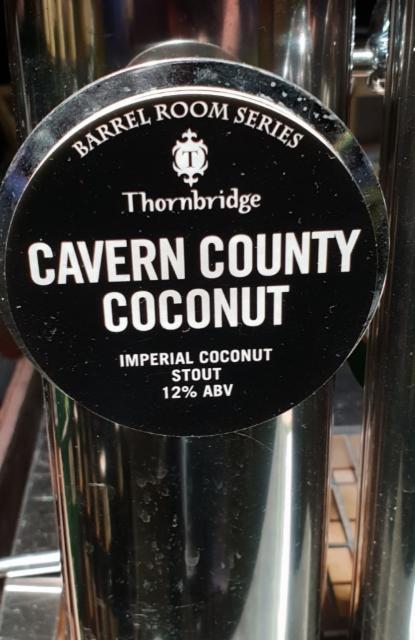 BARREL ROOM SERIES
T
Thornbridge
CAVERN COUNTY
COCONUT
IMPERIAL COCONUT
STOUT
12% ABV